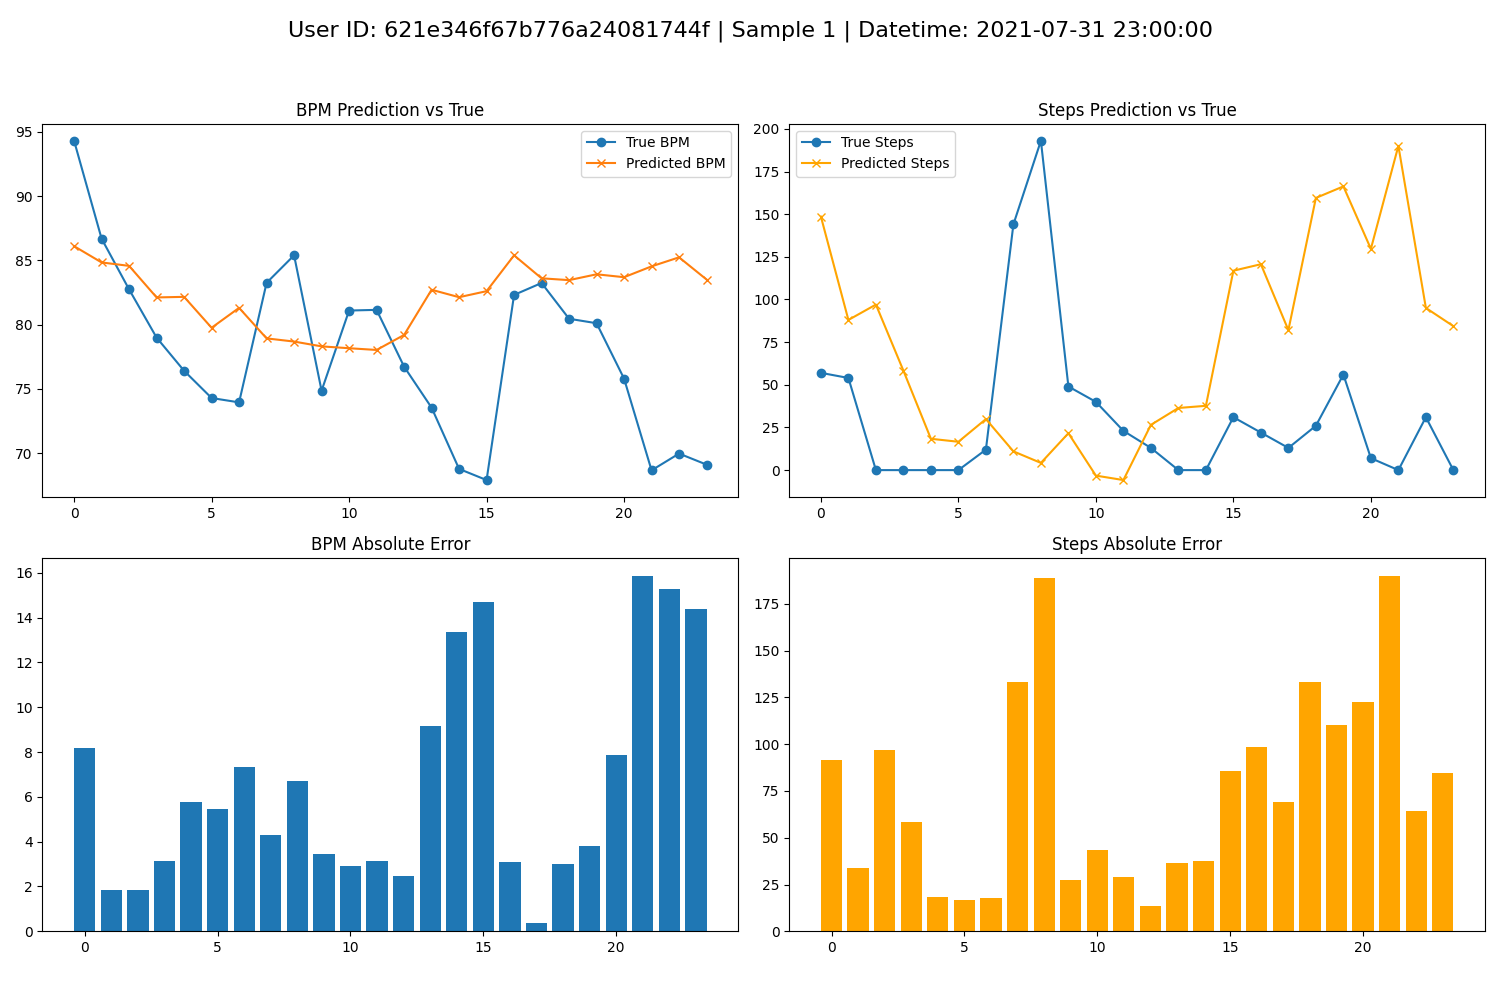 User ID: 621e346f67b776a24081744f | Sample 1 | Datetime: 2021-07-31 23:00:00
BPM Prediction vs True
95
90
85
80
75
70
0 5 10 15 20
True BPM
Predicted BPM
Steps Prediction vs True
200
175
150
125
100
75
50
25
0
0 5 10 15 20
True Steps
Predicted Steps
BPM Absolute Error
16
14
12
10
8
6
4
2
0
0 5 10 15 20
Steps Absolute Error
175
150
125
100
75
50
25
0
0 5 10 15 20